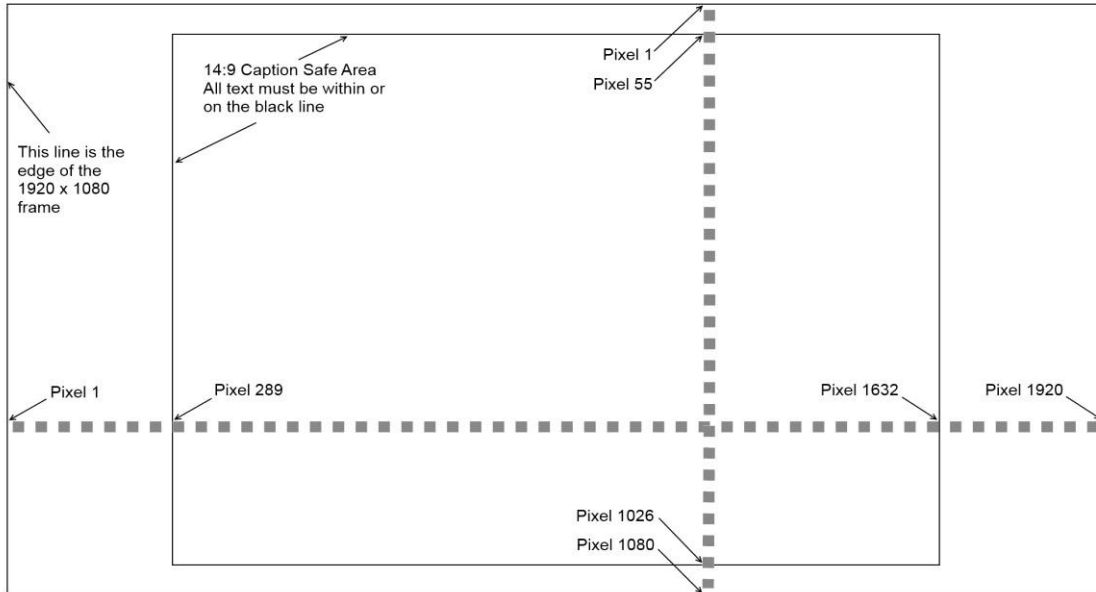 Pixel 1
Pixel 55
14:9 Caption Safe Area
All text must be within or
on the black line
This line is the
edge of the
1920 x 1080
frame
Pixel 1
Pixel 289
Pixel 1632
Pixel 1920
Pixel 1026
Pixel 1080